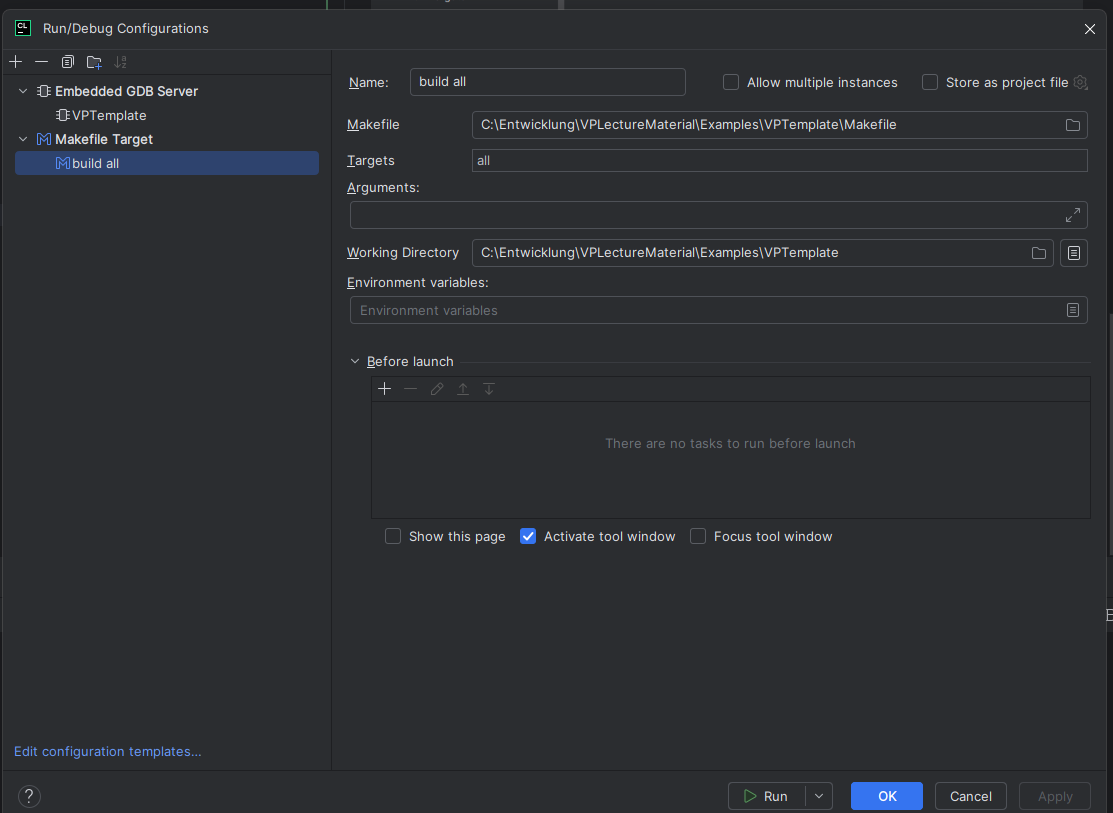 CL
Run/Debug Configurations
Embedded GDB Server
VPTemplate
Makefile Target
build all
Name: build all
Allow multiple instances
Store as project file
Makefile C:\Entwicklung\VPLectureMaterial\Examples\VPTemplate\Makefile
Targets all
Arguments:
Working Directory C:\Entwicklung\VPLectureMaterial\Examples\VPTemplate
Environment variables:
Environment variables
Before launch
There are no tasks to run before launch
Show this page Activate tool window Focus tool window
Edit configuration templates...
? Run OK Cancel Apply